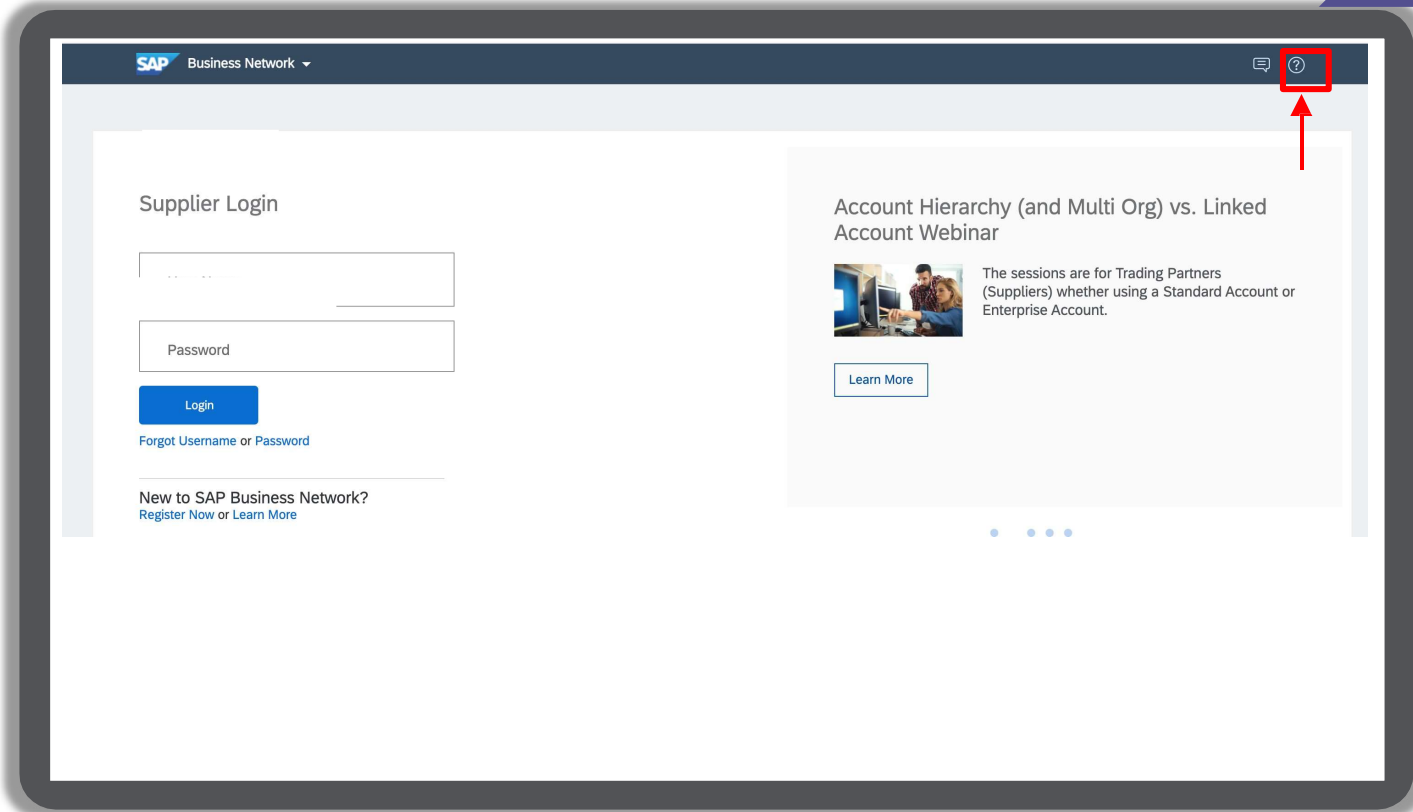 SAP Business Network
Supplier Login
Password
Login
Forgot Username or Password
New to SAP Business Network?
Register Now or Learn More
Account Hierarchy (and Multi Org) vs. Linked
Account Webinar
The sessions are for Trading Partners
(Suppliers) whether using a Standard Account or
Enterprise Account.
Learn More